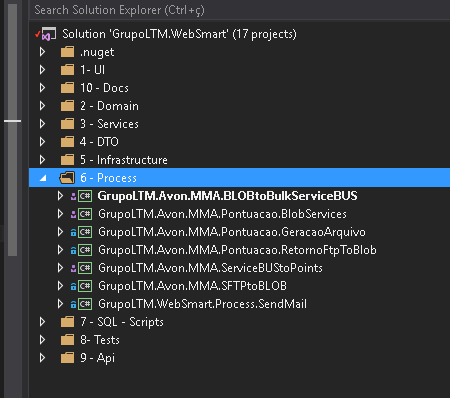 Search Solution Explorer (Ctrl+ç)
Solution 'GrupoLTM.WebSmart' (17 projects)
.nuget
1- UI
10 - Docs
2 - Domain
3 - Services
4 - DTO
5 - Infrastructure
6 - Process
C# GrupoLTM.Avon.MMA.BLOBtoBulkServiceBUS
C# GrupoLTM.Avon.MMA.Pontuacao.BlobServices
C# GrupoLTM.Avon.MMA.Pontuacao.GeracaoArquivo
C# GrupoLTM.Avon.MMA.Pontuacao.RetornoFtpToBlob
C# GrupoLTM.Avon.MMA.ServiceBUStoPoints
C# GrupoLTM.Avon.MMA.SFTPtoBLOB
C# GrupoLTM.WebSmart.Process.SendMail
7 - SQL - Scripts
8- Tests
9 - Api